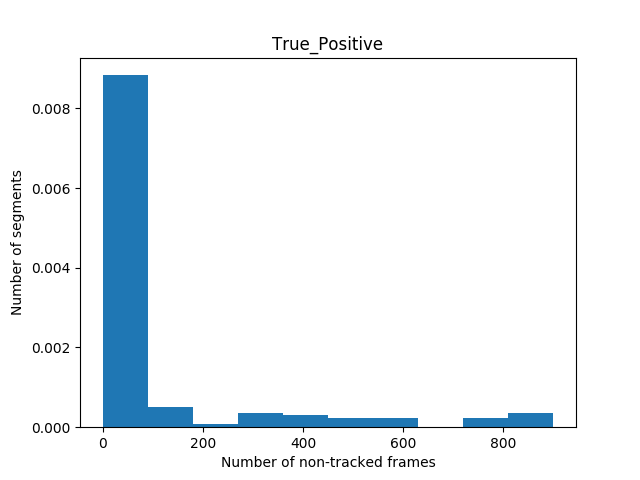 True_Positive
Number of segments
0.008
0.006
0.004
0.002
0.000
0 200 400 600 800
Number of non-tracked frames